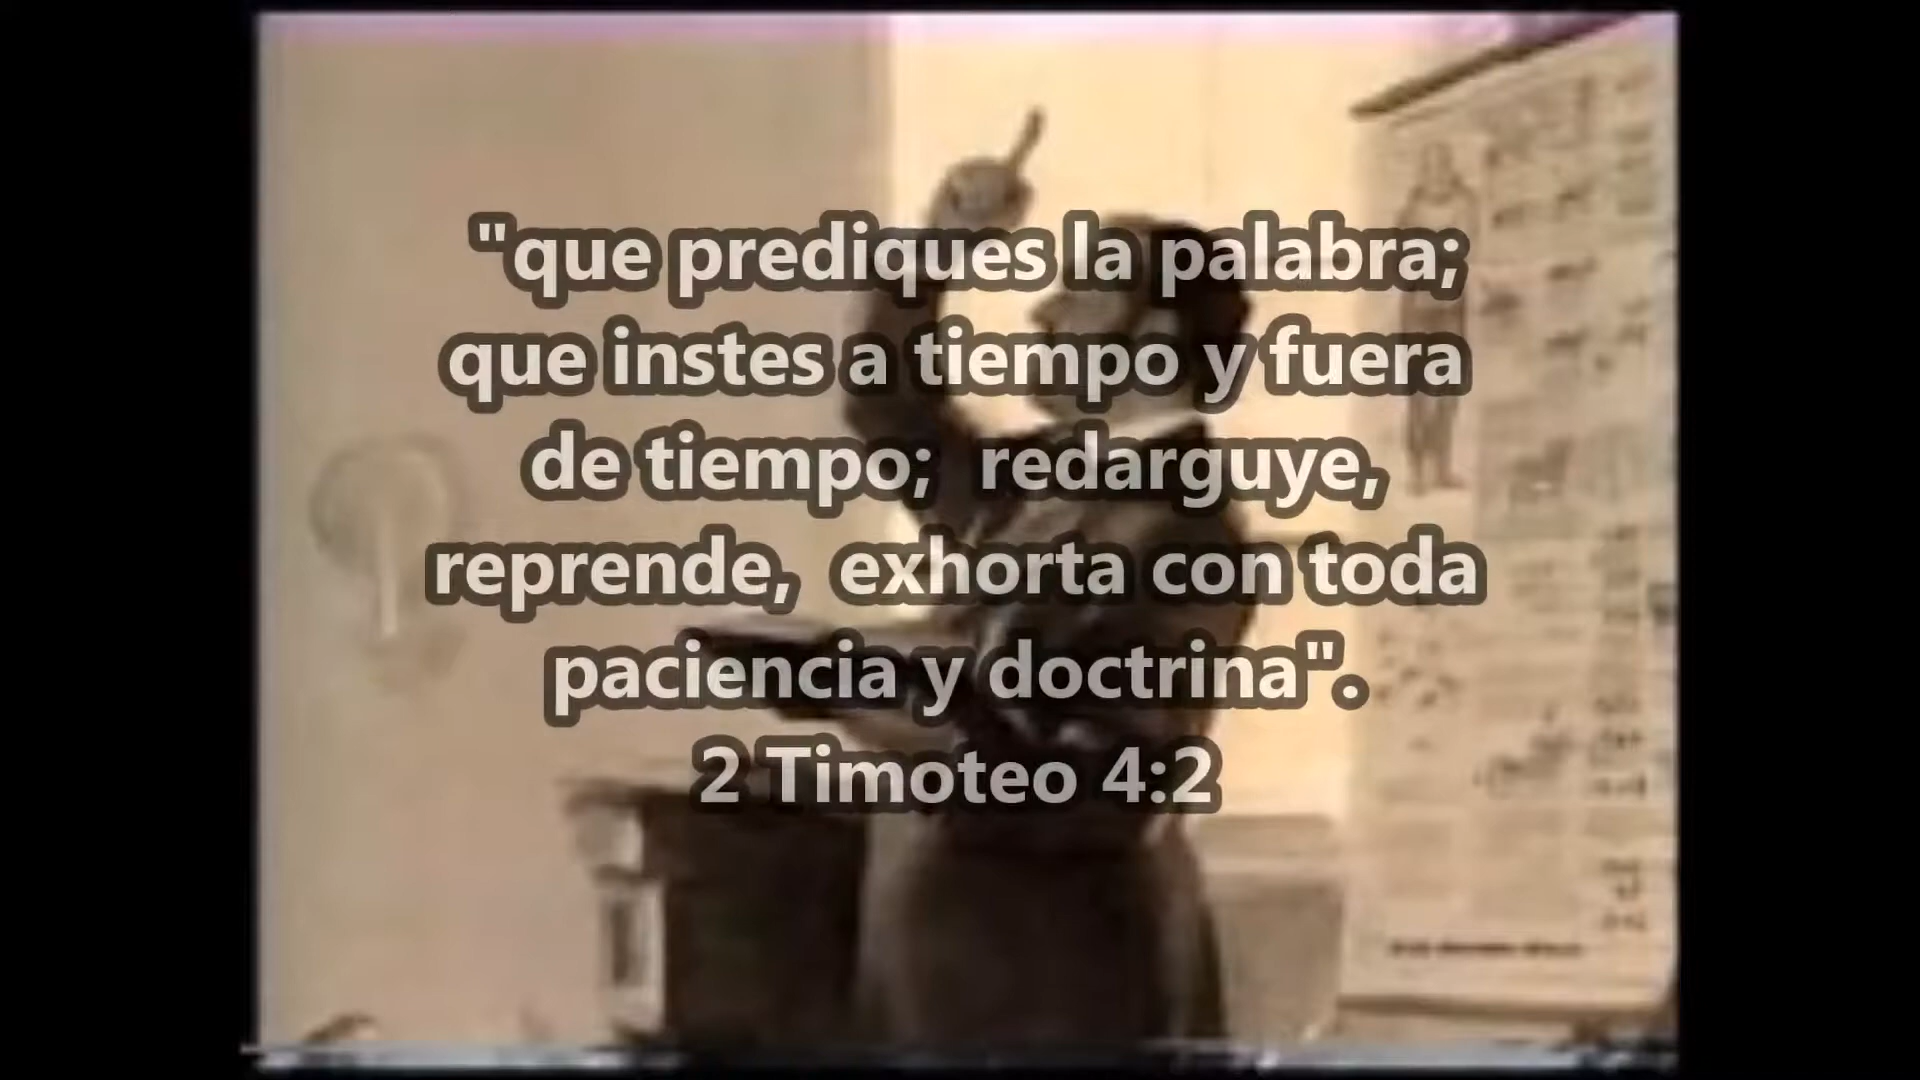 "que prediques la palabra;
que instes a tiempo y fuera
de tiempo; redarguye,
reprende, exhorta con toda
paciencia y doctrina".
2 Timoteo 4:2